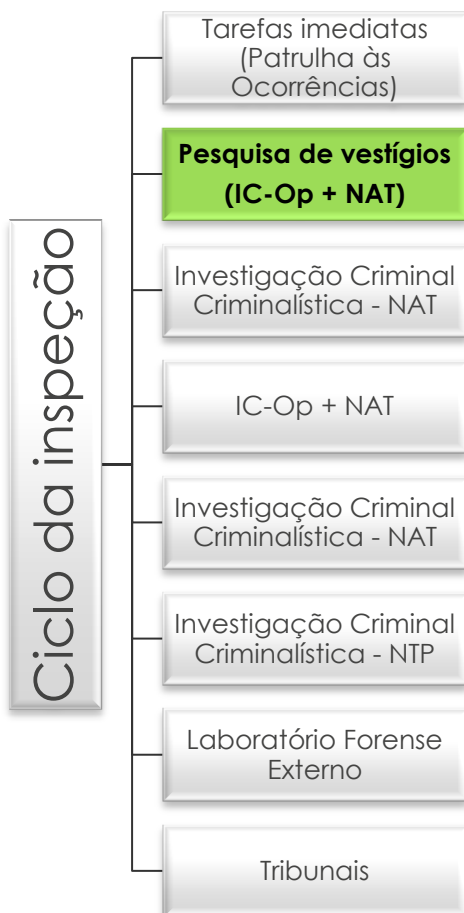 Ciclo da inspeção
Tarefas imediatas
(Patrulha às
Ocorrências)
Pesquisa de vestígios
(IC-Op + NAT)
Investigação Criminal
Criminalística - NAT
IC-Op + NAT
Investigação Criminal
Criminalística - NAT
Investigação Criminal
Criminalística - NTP
Laboratório Forense
Externo
Tribunais